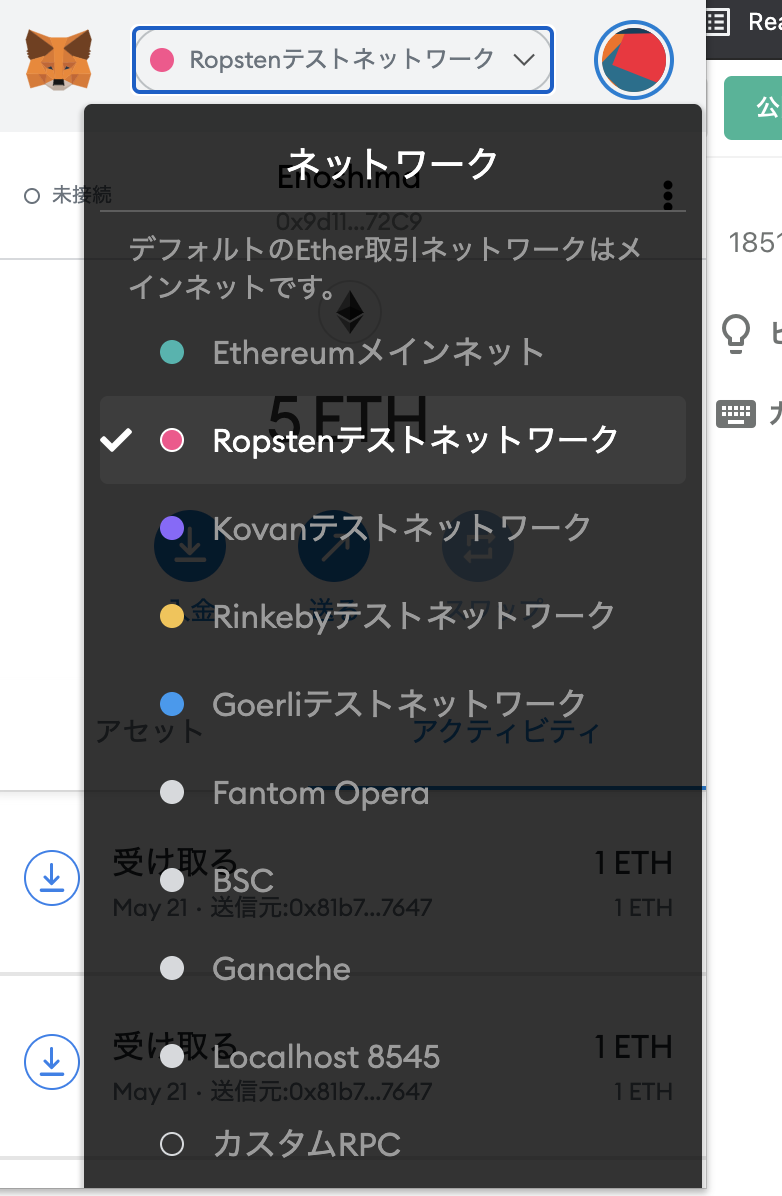 Ropstenテストネットワーク
Rea
公
ネットワーク
Enoshima
未接続
0x9d11...72C9
1851
デフォルトのEther取引ネットワークはメ
インネットです。
Ethereumメインネット
5 ETH
Ropstenテストネットワーク
Kovanテストネットワーク
入金
送る
スワップ
Rinkebyテストネットワーク
Goerliテストネットワーク
アセット
アクティビティ
Fantom Opera
受け取る
1 ETH
BSC
May 21 · 送信元:0x81b7...7647
1 ETH
Ganache
受け取る
1 ETH
Localhost 8545
May 21 · 送信元:0x81b7...7647
1 ETH
カスタムRPC